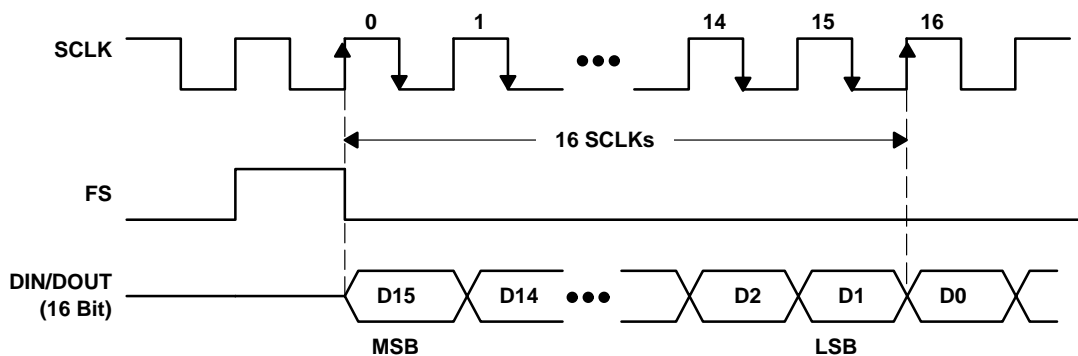 0 1 14 15 16
SCLK
16 SCLKs
FS
DIN/DOUT
(16 Bit)
D15 D14 D2 D1 D0
MSB LSB